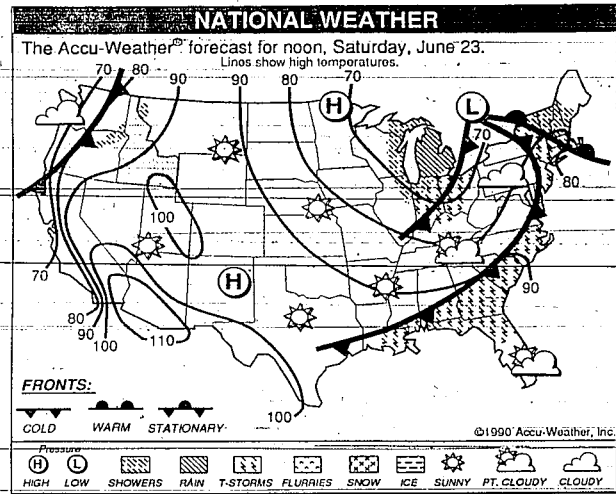 NATIONAL WEATHER
The Accu-Weather® forecast for noon, Saturday, June 23.
Lines show high temperatures.
70 80 90 90 80 70
H
L
70
80
100
H
70
80
90
100
110
90
100
FRONTS:
COLD WARM STATIONARY
©1990 Accu-Weather, Inc.
Pressure
H L
HIGH LOW SHOWERS RAIN T-STORMS FLURRIES SNOW ICE SUNNY PT. CLOUDY CLOUDY